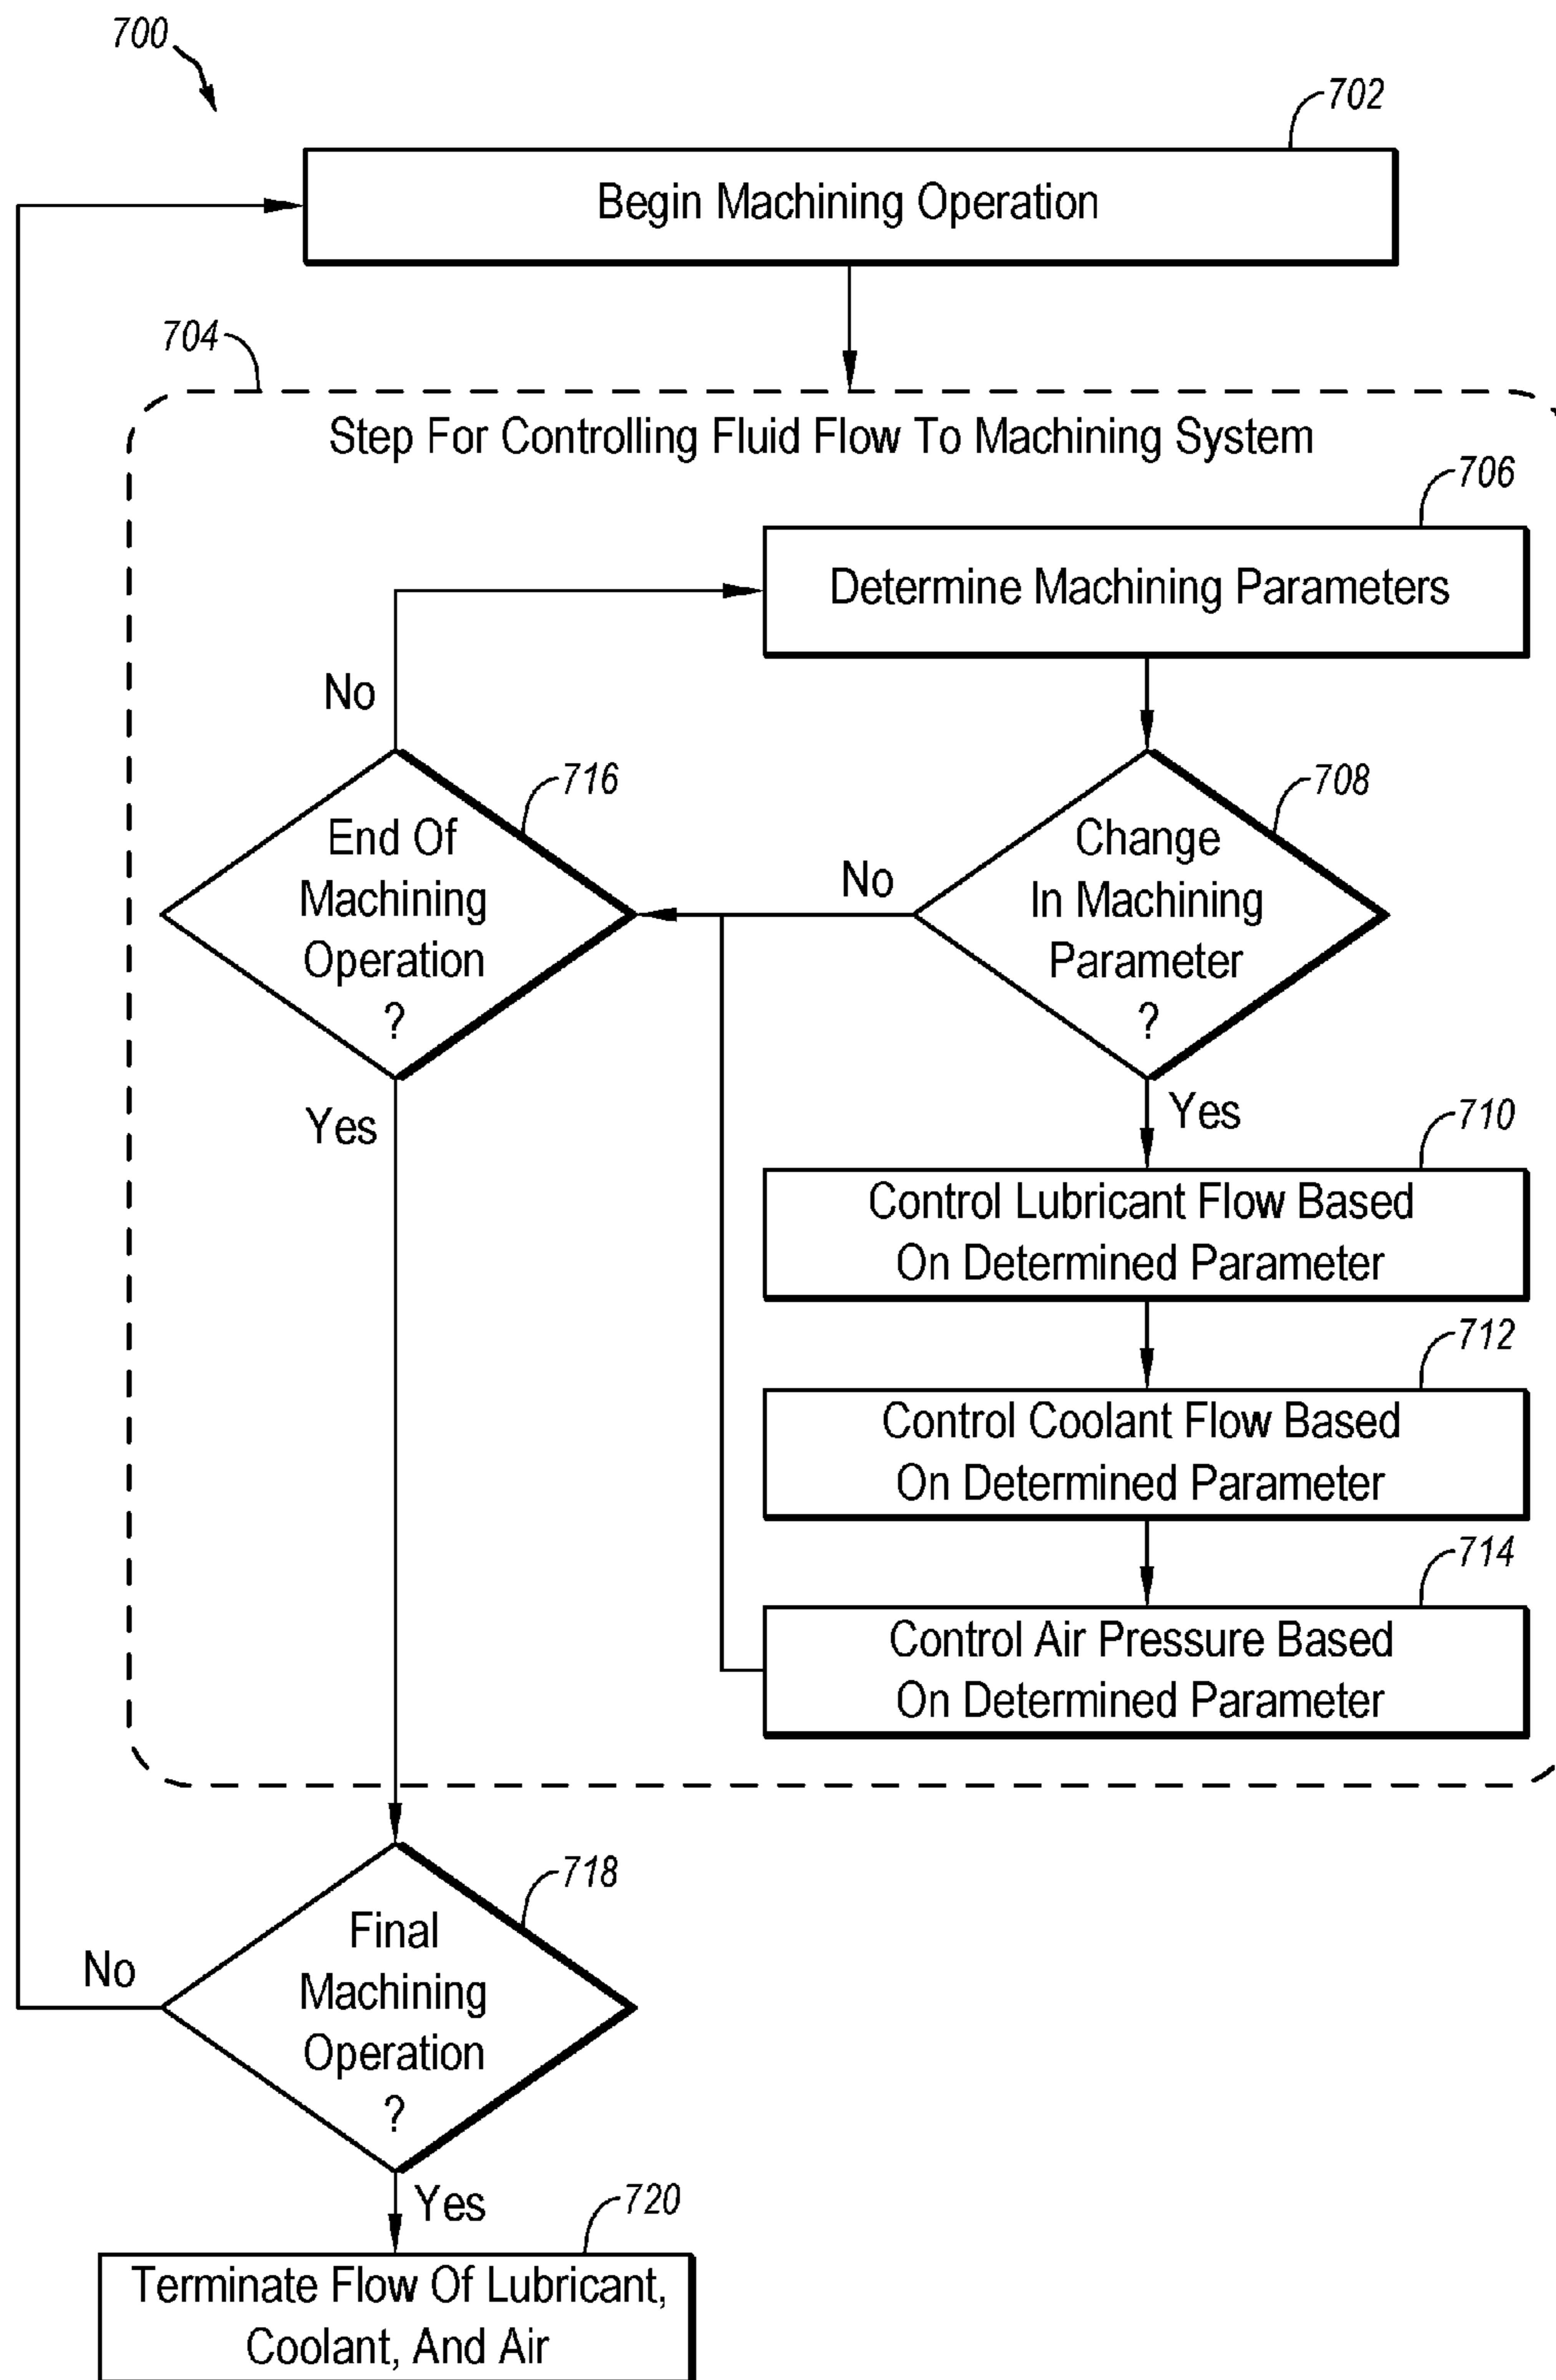 700
702
Begin Machining Operation
704
Step For Controlling Fluid Flow To Machining System
706
Determine Machining Parameters
No
716
End Of
Machining
Operation
?
Yes
708
Change
In Machining
Parameter
?
No
Yes
710
Control Lubricant Flow Based
On Determined Parameter
712
Control Coolant Flow Based
On Determined Parameter
714
Control Air Pressure Based
On Determined Parameter
718
Final
Machining
Operation
?
No
Yes
720
Terminate Flow Of Lubricant,
Coolant, And Air